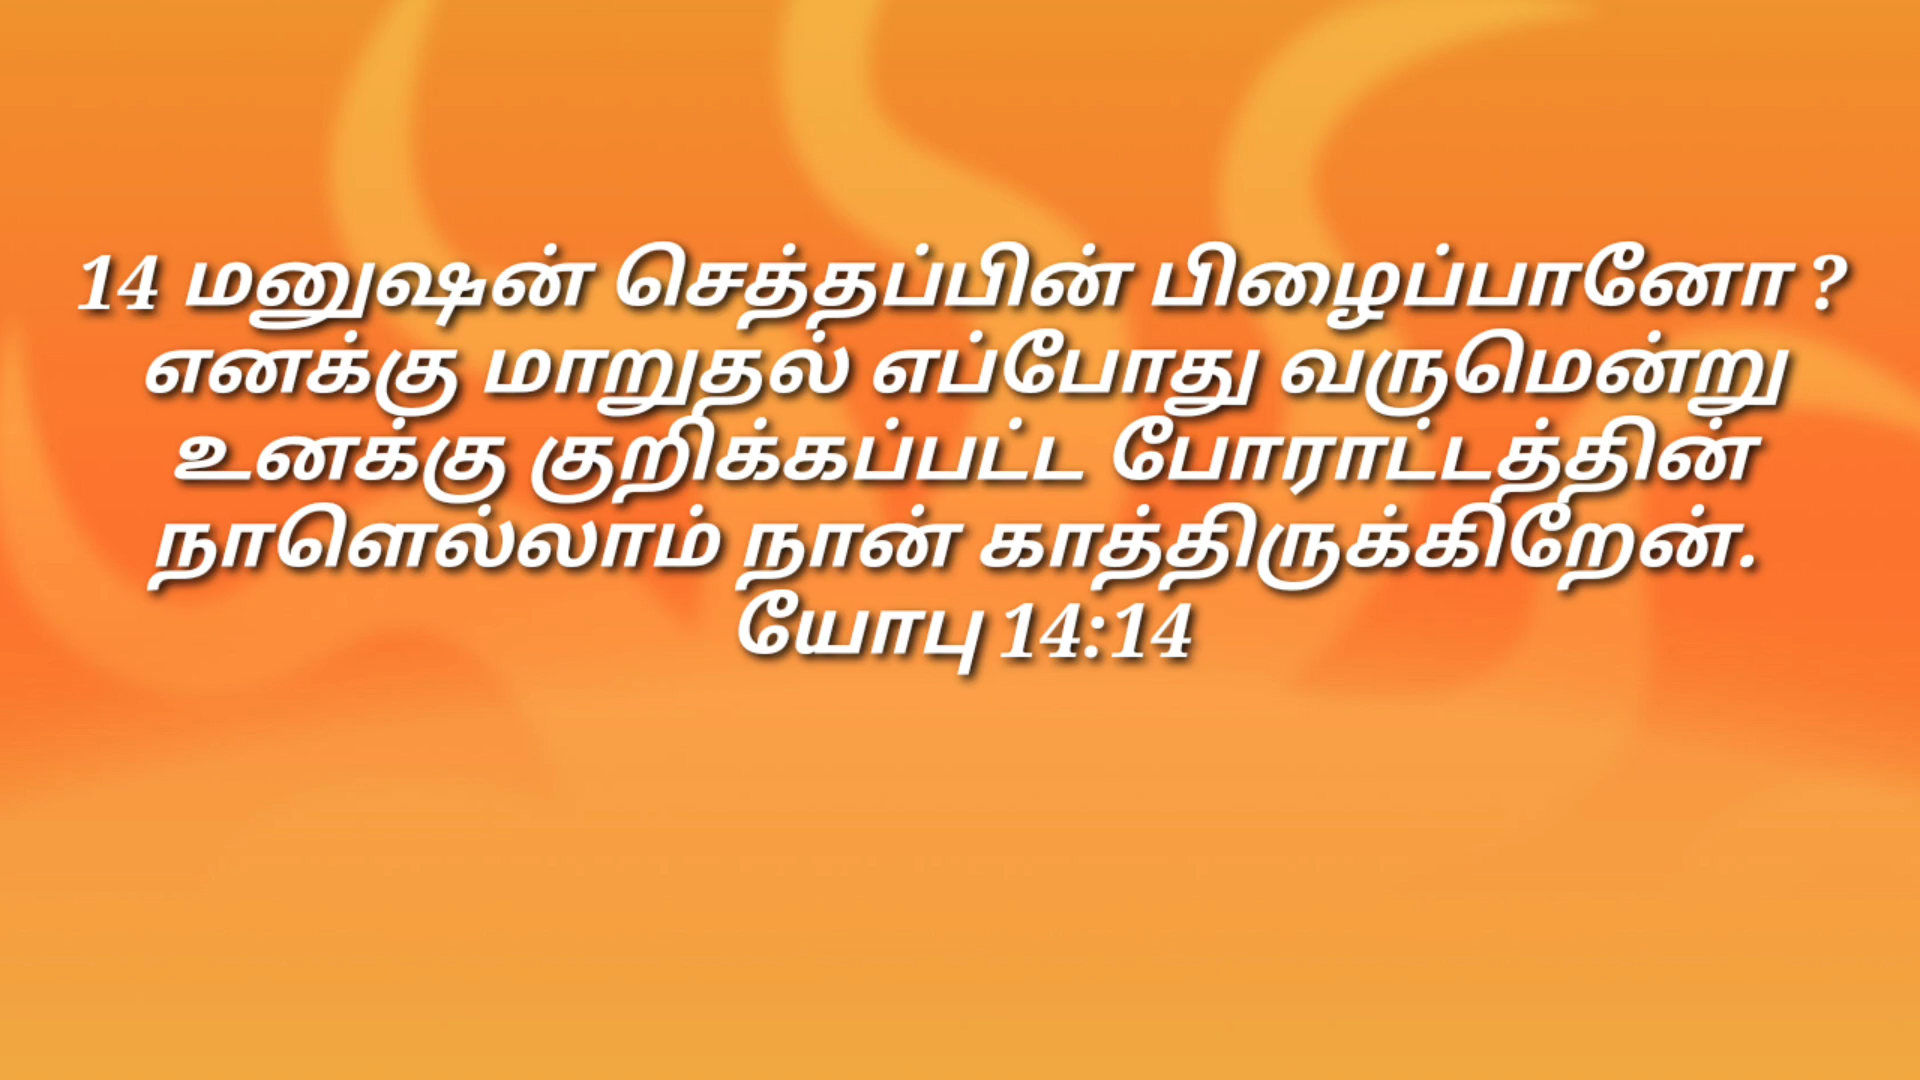 14 மனுஷன் செத்தப்பின் பிழைப்பானோ ?
எனக்கு மாறுதல் எப்போது வருமென்று
உனக்கு குறிக்கப்பட்ட போராட்டத்தின்
நாளெல்லாம் நான் காத்திருக்கிறேன்.
யோபு 14:14